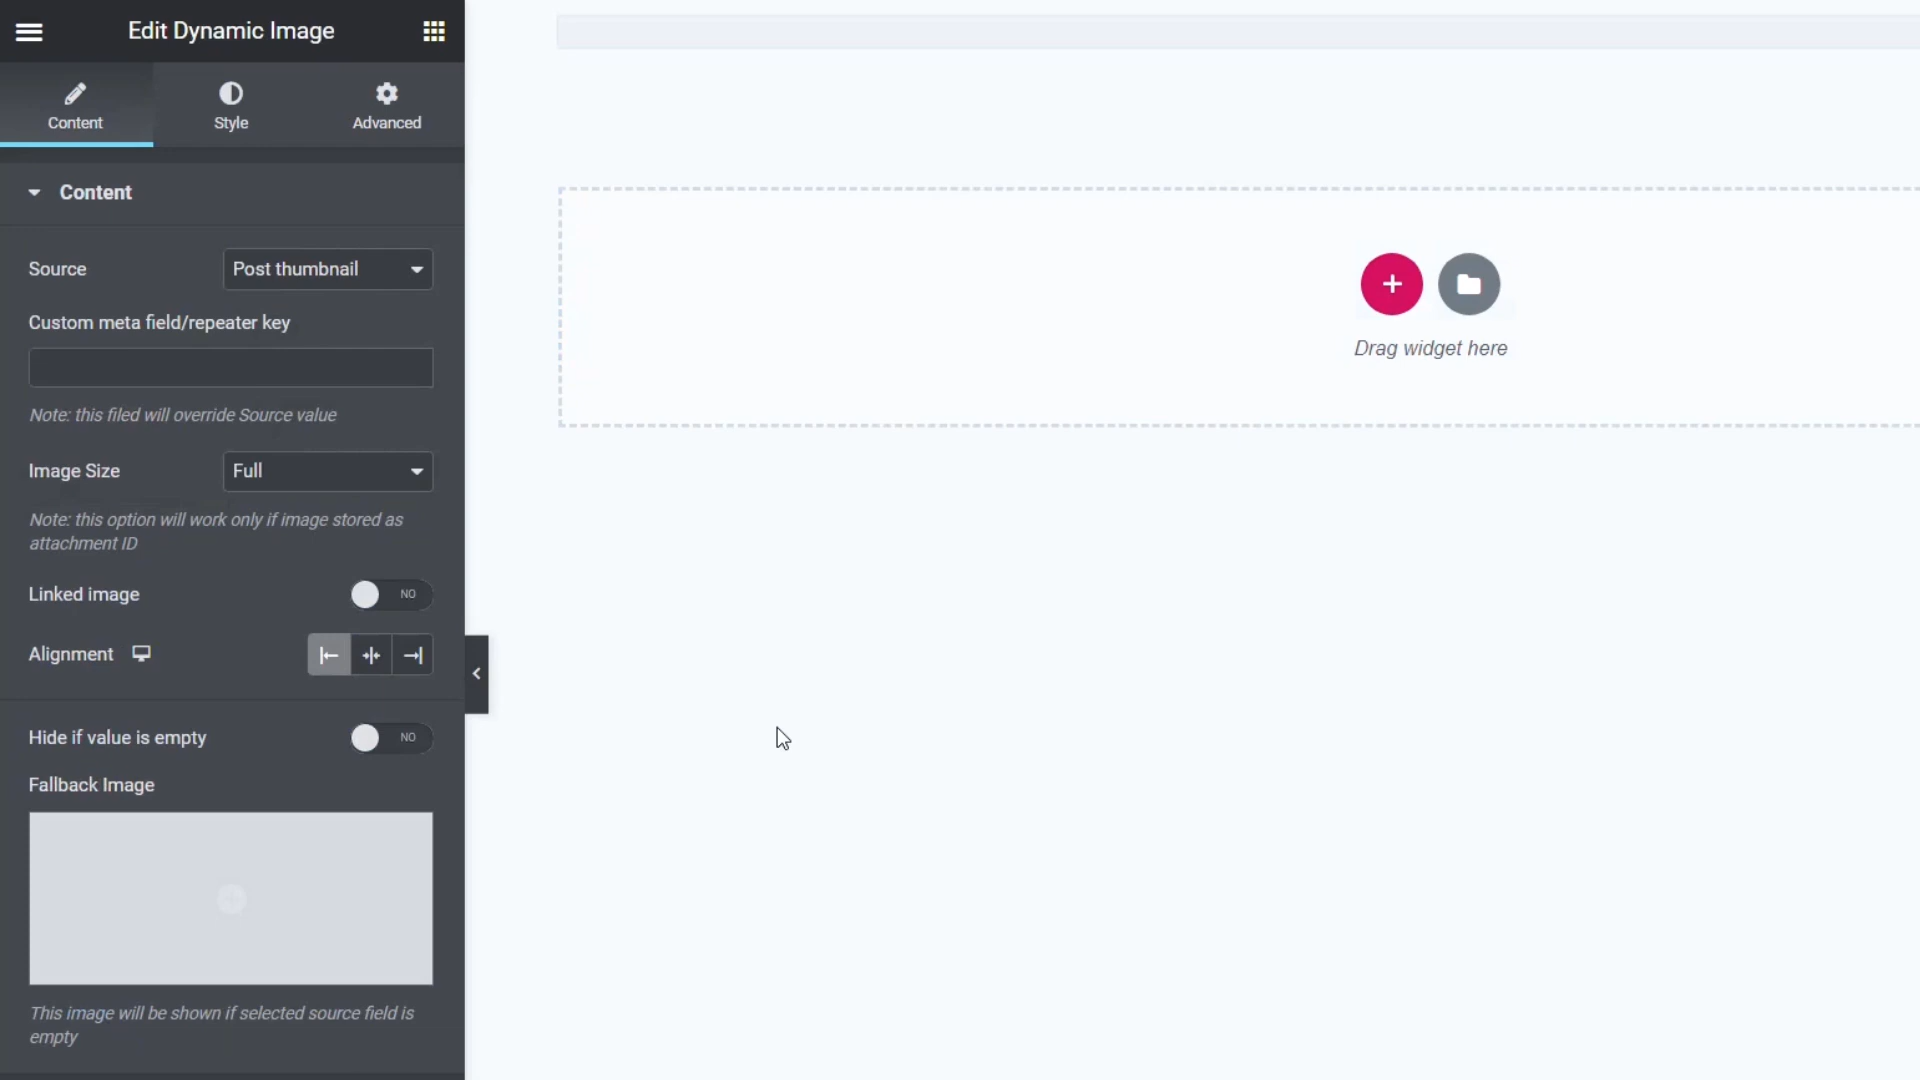 Edit Dynamic Image
Content
Style
Advanced
Content
Source
Post thumbnail
Custom meta field/repeater key
Note: this filed will override Source value
Image Size
Full
Note: this option will work only if image stored as
attachment ID
Linked image
NO
Alignment
Hide if value is empty
NO
Fallback Image
This image will be shown if selected source field is
empty
Drag widget here